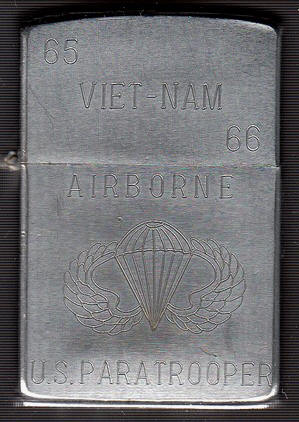 65
VIET-NAM
66
AIRBORNE
U.S. PARATROOPER